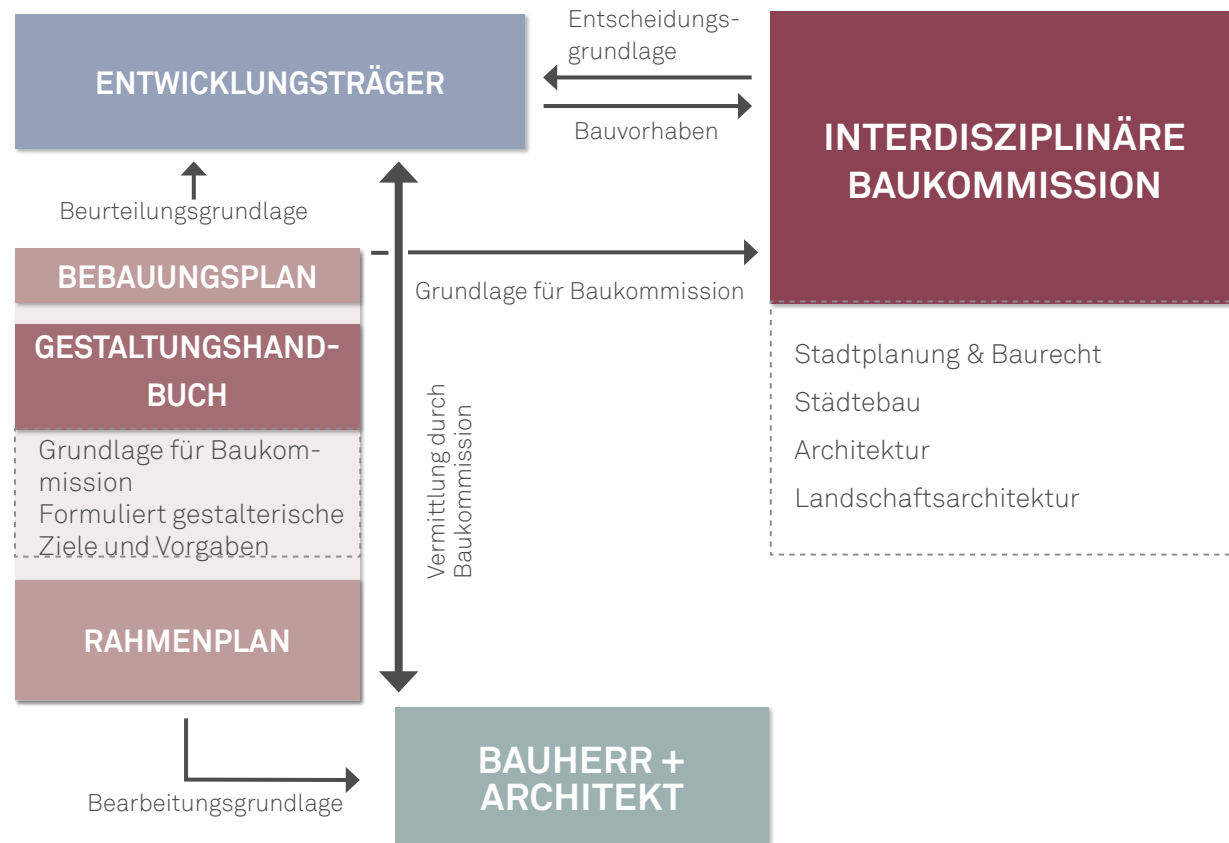 ENTWICKLUNGSTRÄGER
Entscheidungs-
grundlage
Bauvorhaben
INTERDISZIPLINÄRE
BAUKOMMISSION
Beurteilungsgrundlage
BEBAUUNGSPLAN
Grundlage für Baukommission
GESTALTUNGSHAND-
BUCH
Grundlage für Baukom-
mission
Formuliert gestalterische
Ziele und Vorgaben
Vermittlung durch
Baukommission
Stadtplanung & Baurecht
Städtebau
Architektur
Landschaftsarchitektur
RAHMENPLAN
Bearbeitungsgrundlage
BAUHERR +
ARCHITEKT